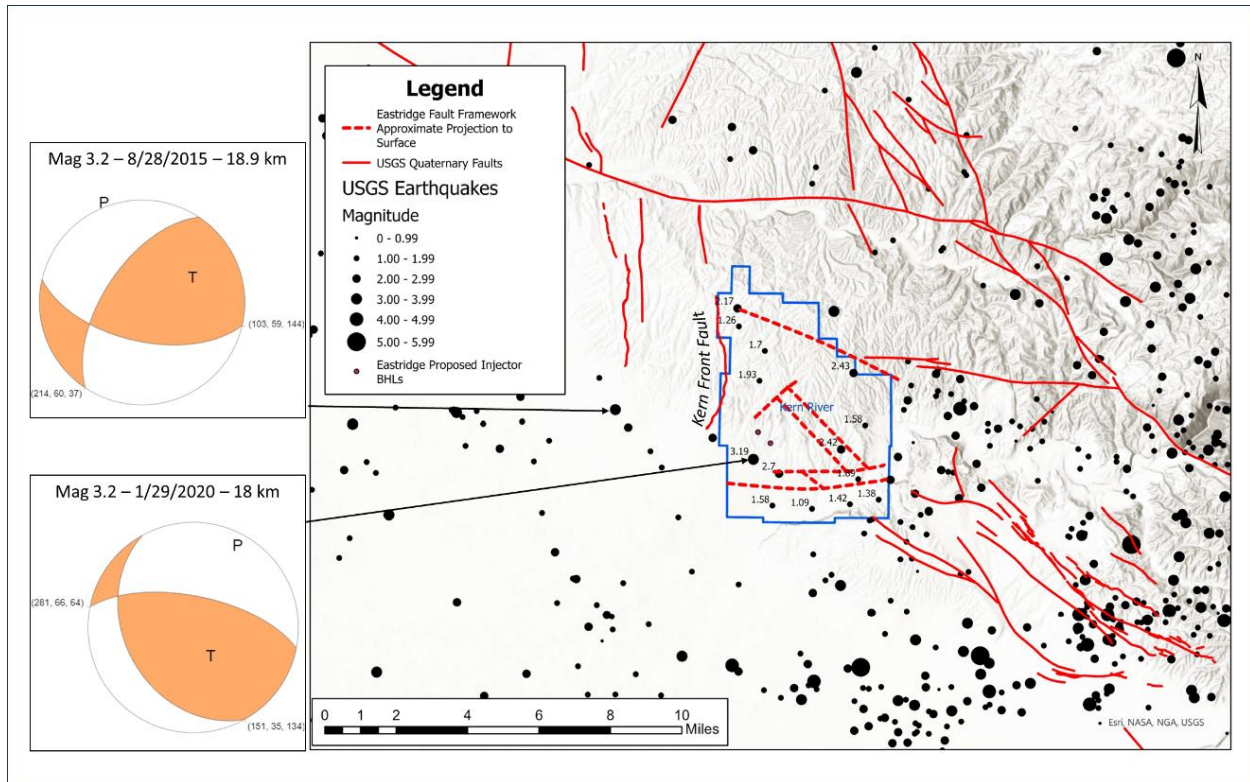 Mag 3.2 – 8/28/2015 – 18.9 km
P
T
(103, 59, 144)
(214, 60, 37)
Mag 3.2 – 1/29/2020 – 18 km
P
(281, 66, 64)
T
(151, 35, 134)
Legend
Eastridge Fault Framework
Approximate Projection to
Surface
USGS Quaternary Faults
USGS Earthquakes
Magnitude
0 - 0.99
1.00 - 1.99
2.00 - 2.99
3.00 - 3.99
4.00 - 4.99
5.00 - 5.99
Eastridge Proposed Injector
BHLs
N
Kern Front Fault
2.17
1.26
1.7
2.43
1.93
Kern River
1.58
2.42
3.19
2.7
1.69
1.58
1.09
1.42
1.38
0 1 2 4 6 8 10
Miles
Esri, NASA, NGA, USGS